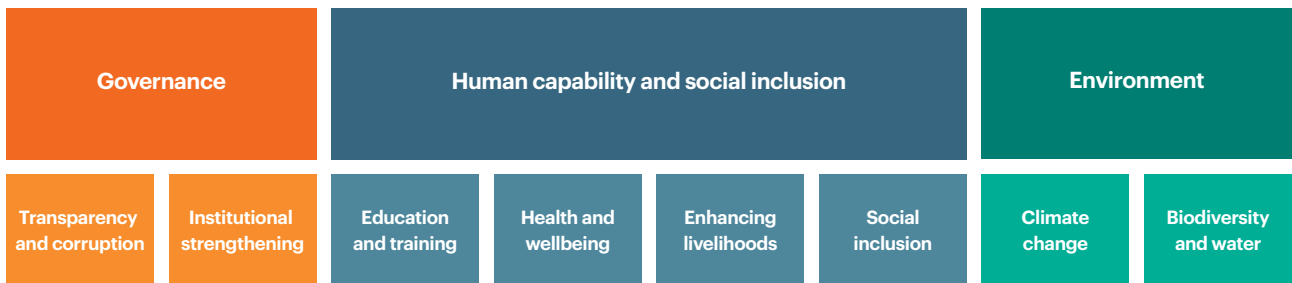 Governance
Human capability and social inclusion
Environment
Transparency
and corruption
Institutional
strengthening
Education
and training
Health and
wellbeing
Enhancing
livelihoods
Social
inclusion
Climate
change
Biodiversity
and water